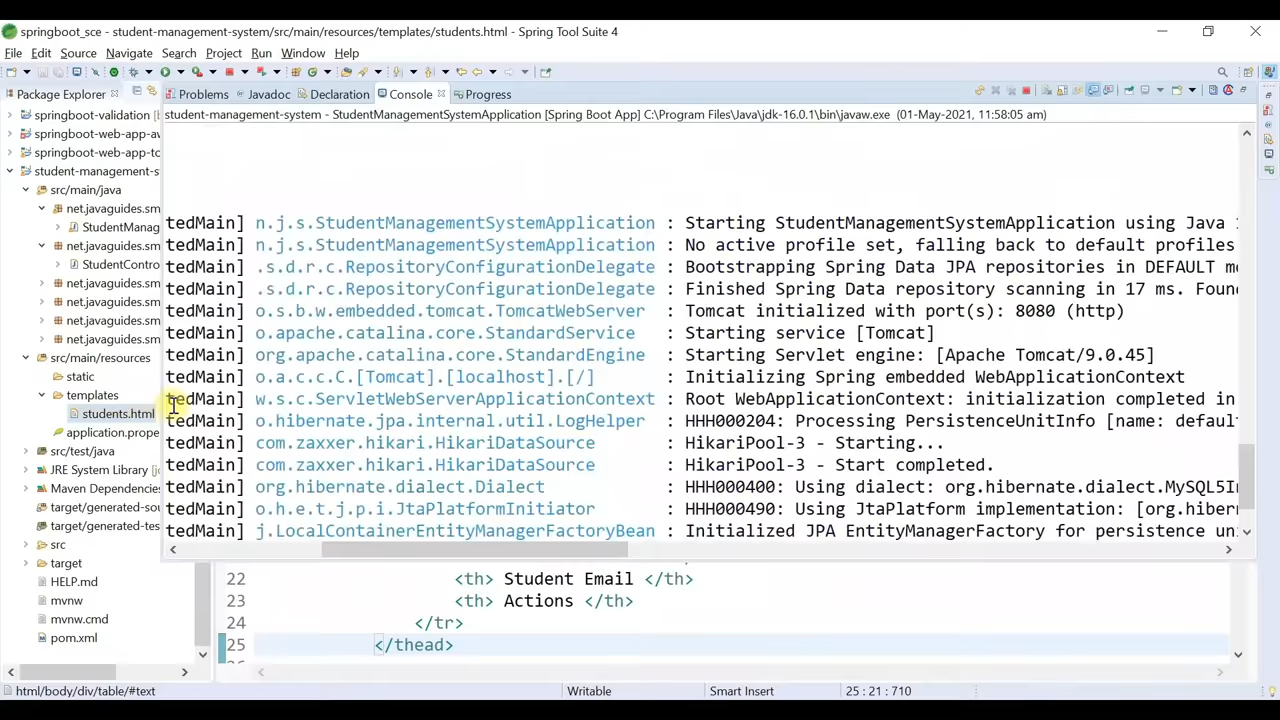 springboot_sce - student-management-system/src/main/resources/templates/students.html - Spring Tool Suite 4
File Edit Source Navigate Search Project Run Window Help
Package Explorer
Problems Javadoc Declaration Console Progress
student-management-system - StudentManagementSystemApplication [Spring Boot App] C:\Program Files\Java\jdk-16.0.1\bin\javaw.exe (01-May-2021, 11:58:05 am)
springboot-validation [
springboot-web-app-av
springboot-web-app-to
student-management-s
src/main/java
net.javaguides.sm
StudentManag
net.javaguides.sm
StudentContro
net.javaguides.sm
net.javaguides.sm
net.javaguides.sm
net.javaguides.sm
src/main/resources
static
templates
students.html
application.prope
src/test/java
JRE System Library [jd
Maven Dependencies
target/generated-sou
target/generated-tes
src
target
HELP.md
mvnw
mvnw.cmd
pom.xml
tedMain] n.j.s.StudentManagementSystemApplication : Starting StudentManagementSystemApplication using Java 1
tedMain] n.j.s.StudentManagementSystemApplication : No active profile set, falling back to default profiles
tedMain] .s.d.r.c.RepositoryConfigurationDelegate : Bootstrapping Spring Data JPA repositories in DEFAULT mo
tedMain] .s.d.r.c.RepositoryConfigurationDelegate : Finished Spring Data repository scanning in 17 ms. Foun
tedMain] o.s.b.w.embedded.tomcat.TomcatWebServer : Tomcat initialized with port(s): 8080 (http)
tedMain] o.apache.catalina.core.StandardService : Starting service [Tomcat]
tedMain] org.apache.catalina.core.StandardEngine : Starting Servlet engine: [Apache Tomcat/9.0.45]
tedMain] o.a.c.c.C.[Tomcat].[localhost].[/] : Initializing Spring embedded WebApplicationContext
tedMain] w.s.c.ServletWebServerApplicationContext : Root WebApplicationContext: initialization completed in
tedMain] o.hibernate.jpa.internal.util.LogHelper : HHH000204: Processing PersistenceUnitInfo [name: defaul
tedMain] com.zaxxer.hikari.HikariDataSource : HikariPool-3 - Starting...
tedMain] com.zaxxer.hikari.HikariDataSource : HikariPool-3 - Start completed.
tedMain] org.hibernate.dialect.Dialect : HHH000400: Using dialect: org.hibernate.dialect.MySQL5In
tedMain] o.h.e.t.j.p.i.JtaPlatformInitiator : HHH000490: Using JtaPlatform implementation: [org.hiber
tedMain] j.LocalContainerEntityManagerFactoryBean : Initialized JPA EntityManagerFactory for persistence uni
22 <th> Student Email </th>
23 <th> Actions </th>
24 </tr>
25 </thead>
html/body/div/table/#text Writable Smart Insert 25 : 21 : 710